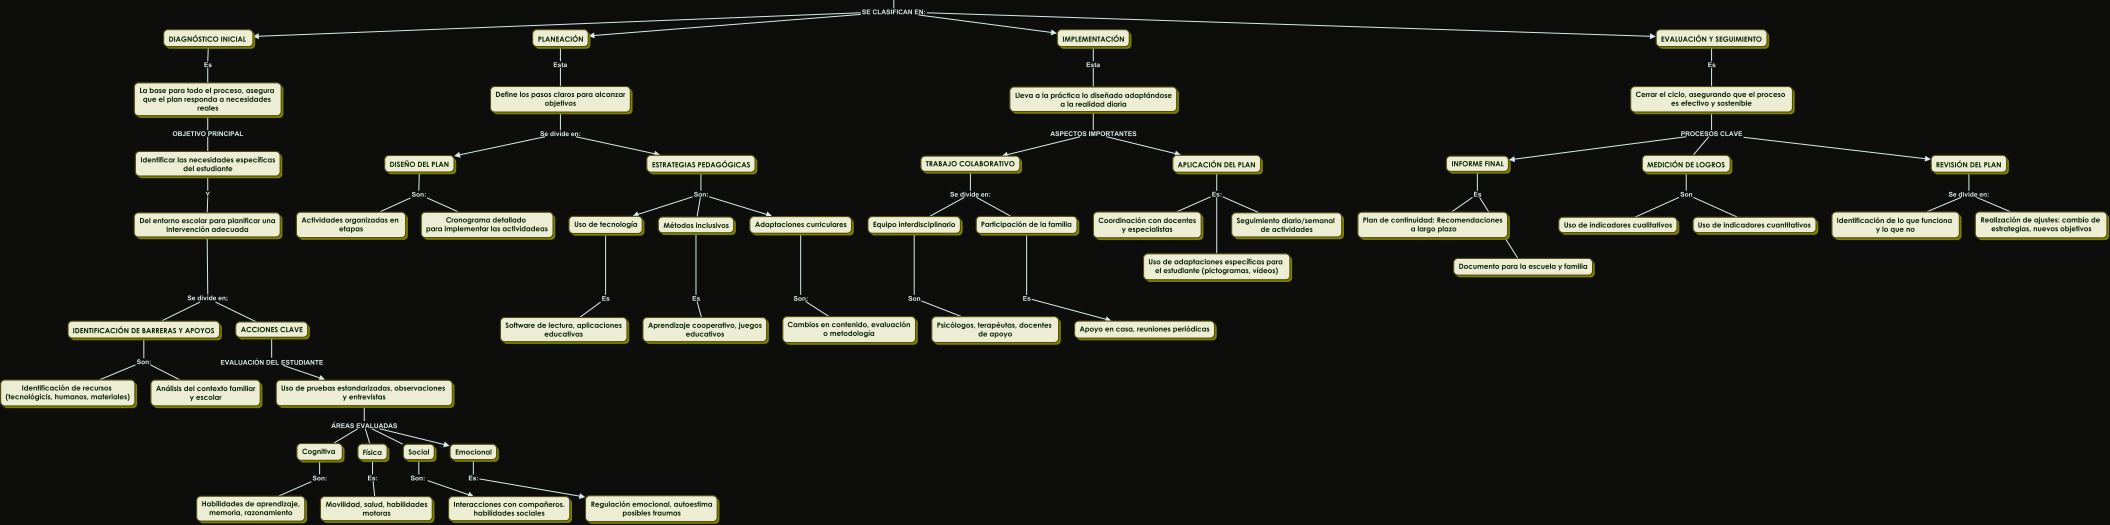 SE CLASIFICAN EN:
DIAGNÓSTICO INICIAL
PLANEACIÓN
IMPLEMENTACIÓN
EVALUACIÓN Y SEGUIMIENTO
Es
Esta
Esta
Es
La base para todo el proceso, asegura
que el plan responda a necesidades
reales
Define los pasos claros para alcanzar
objetivos
Lleva a la práctica lo diseñado adaptándose
a la realidad diaria
Cerrar el ciclo, asegurando que el proceso
es efectivo y sostenible
OBJETIVO PRINCIPAL
Se divide en:
ASPECTOS IMPORTANTES
PROCESOS CLAVE
Identificar las necesidades específicas
del estudiante
DISEÑO DEL PLAN
ESTRATEGIAS PEDAGÓGICAS
TRABAJO COLABORATIVO
APLICACIÓN DEL PLAN
INFORME FINAL
MEDICIÓN DE LOGROS
REVISIÓN DEL PLAN
Y
Son:
Son:
Se divide en:
Es:
Es
Son
Se divide en:
Del entorno escolar para planificar una
intervención adecuada
Actividades organizadas en
etapas
Cronograma detallado
para implementar las actividadeas
Uso de tecnología
Métodos inclusivos
Adaptaciones curriculares
Equipo interdisciplinario
Participación de la familia
Coordinación con docentes
y especialistas
Seguimiento diario/semanal
de actividades
Plan de continuidad: Recomendaciones
a largo plazo
Uso de indicadores cualitativos
Uso de indicadores cuantitativos
Identificación de lo que funciona
y lo que no
Realización de ajustes: cambio de
estrategias, nuevos objetivos
Uso de adaptaciones específicas para
el estudiante (pictogramas, vídeos)
Documento para la escuela y familia
Se divide en;
Es
Es
Son:
Son
Es
IDENTIFICACIÓN DE BARRERAS Y APOYOS
ACCIONES CLAVE
Software de lectura, aplicaciones
educativas
Aprendizaje cooperativo, juegos
educativos
Cambios en contenido, evaluación
o metodología
Psicólogos, terapéutas, docentes
de apoyo
Apoyo en casa, reuniones periódicas
Son:
EVALUACIÓN DEL ESTUDIANTE
Identificación de recursos
(tecnológicis, humanos, materiales)
Análisis del contexto familiar
y escolar
Uso de pruebas estandarizadas, observaciones
y entrevistas
ÁREAS EVALUADAS
Cognitiva
Física
Social
Emocional
Son:
Es:
Son:
Es:
Habilidades de aprendizaje,
memoria, razonamiento
Movilidad, salud, habilidades
motoras
Interacciones con compañeros.
habilidades sociales
Regulación emocional, autoestima
posibles traumas